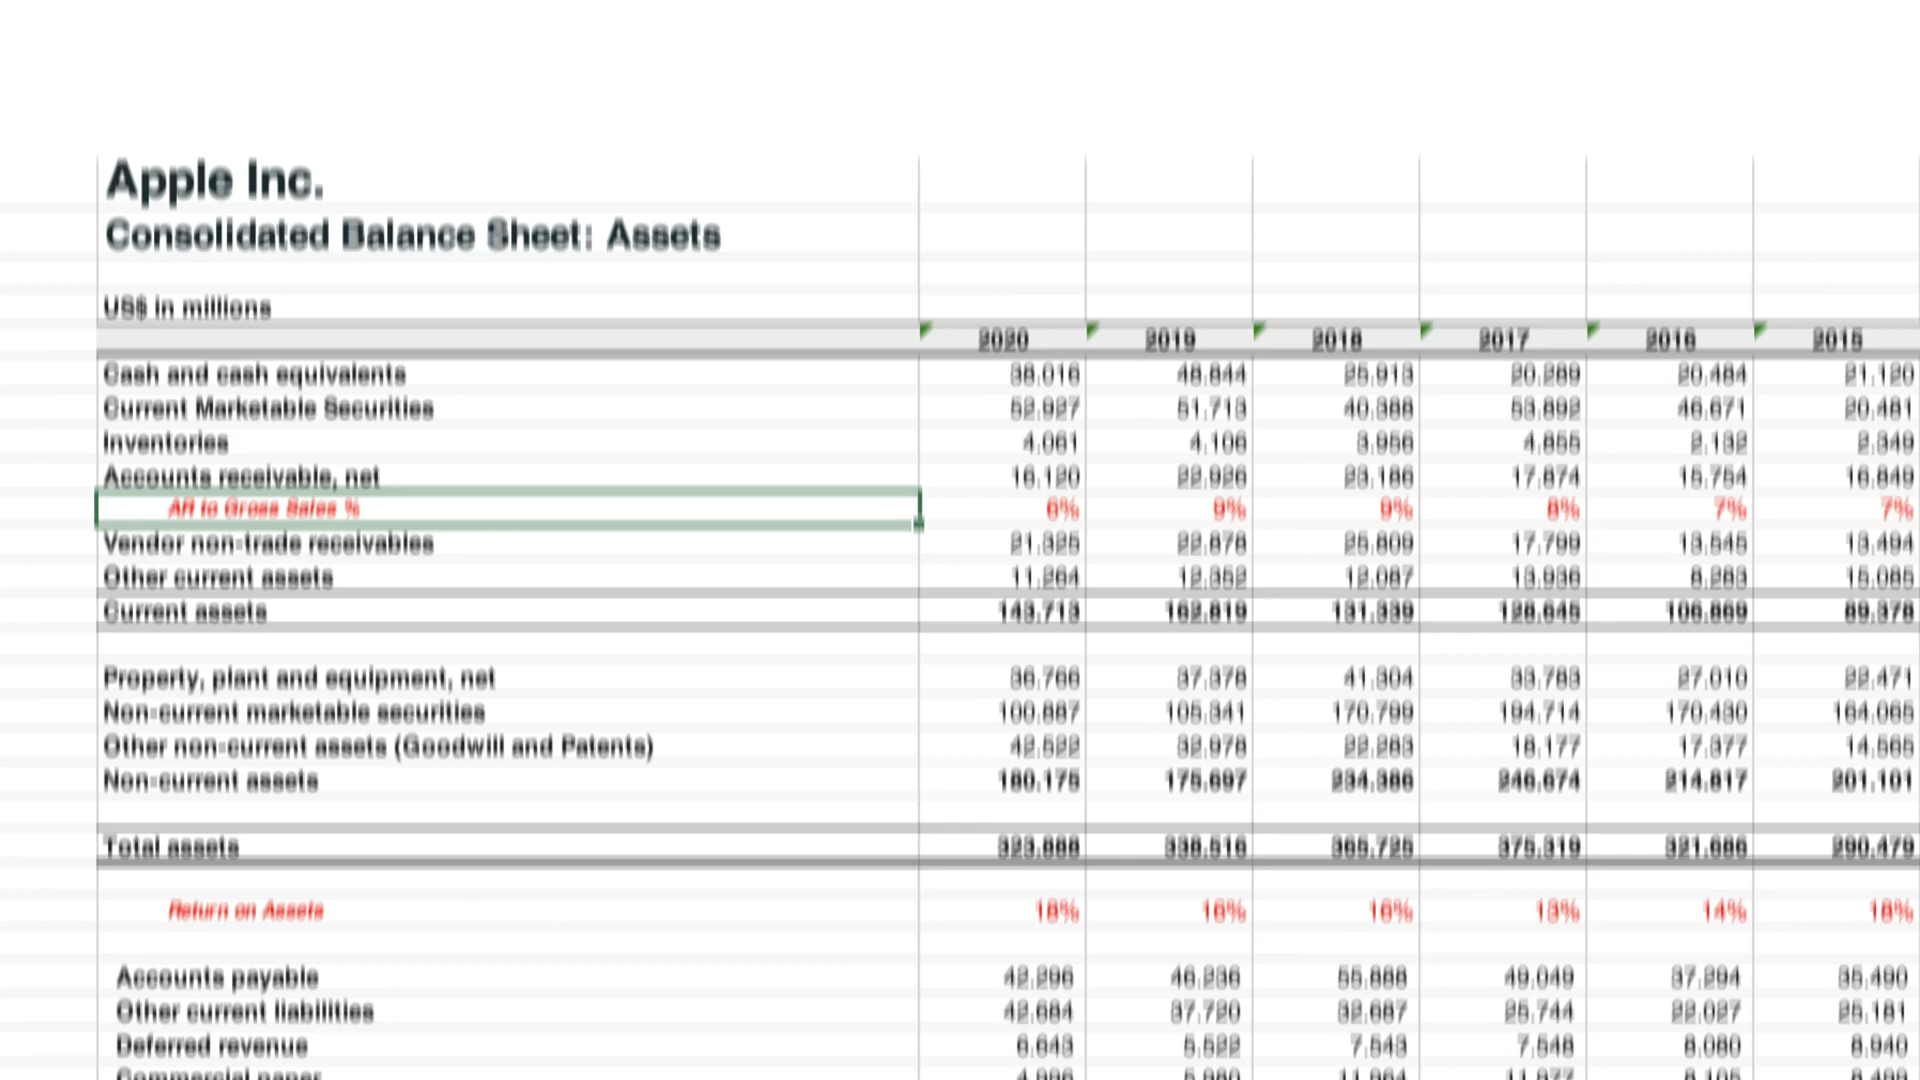 Apple Inc.
Consolidated Balance Sheet: Assets
US$ in millions
2020 2019 2018 2017 2016 2015
Cash and cash equivalents 38,016 48,844 25,913 20,289 20,484 21,120
Current Marketable Securities 52,927 51,713 40,388 53,892 46,671 20,481
Inventories 4,061 4,106 3,956 4,855 2,132 2,349
Accounts receivable, net 16,120 22,926 23,186 17,874 15,754 16,849
AR to Gross Sales % 6% 9% 9% 8% 7% 7%
Vendor non-trade receivables 21,325 22,878 25,809 17,799 13,545 13,494
Other current assets 11,264 12,352 12,087 13,936 8,283 15,085
Current assets 143,713 162,819 131,339 128,645 106,869 89,378
Property, plant and equipment, net 36,766 37,378 41,304 33,783 27,010 22,471
Non-current marketable securities 100,887 105,341 170,799 194,714 170,430 164,065
Other non-current assets (Goodwill and Patents) 42,522 32,978 22,283 18,177 17,377 14,565
Non-current assets 180,175 175,697 234,386 246,674 214,817 201,101
Total assets 323,888 338,516 365,725 375,319 321,686 290,479
Return on Assets 18% 16% 16% 13% 14% 18%
Accounts payable 42,296 46,236 55,888 49,049 37,294 35,490
Other current liabilities 42,684 37,720 32,687 25,744 22,027 25,181
Deferred revenue 6,643 5,522 7,543 7,548 8,080 8,940
Commercial paper